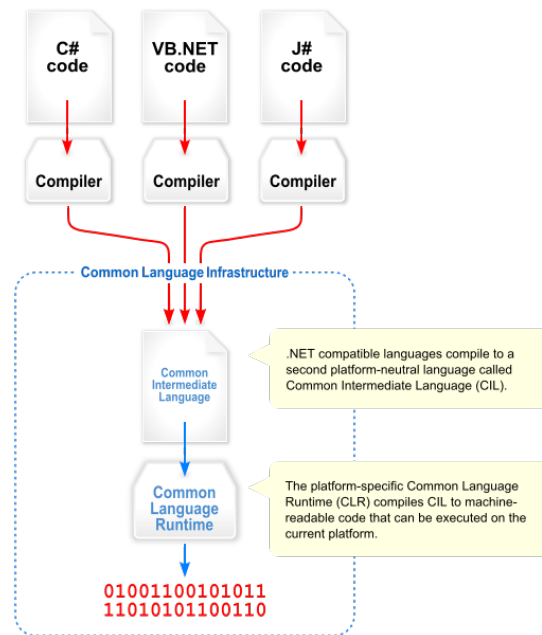 C#
code
VB.NET
code
J#
code
Compiler
Compiler
Compiler
Common Language Infrastructure
Common
Intermediate
Language
.NET compatible languages compile to a
second platform-neutral language called
Common Intermediate Language (CIL).
Common
Language
Runtime
The platform-specific Common Language
Runtime (CLR) compiles CIL to machine-
readable code that can be executed on the
current platform.
01001100101011
11010101100110